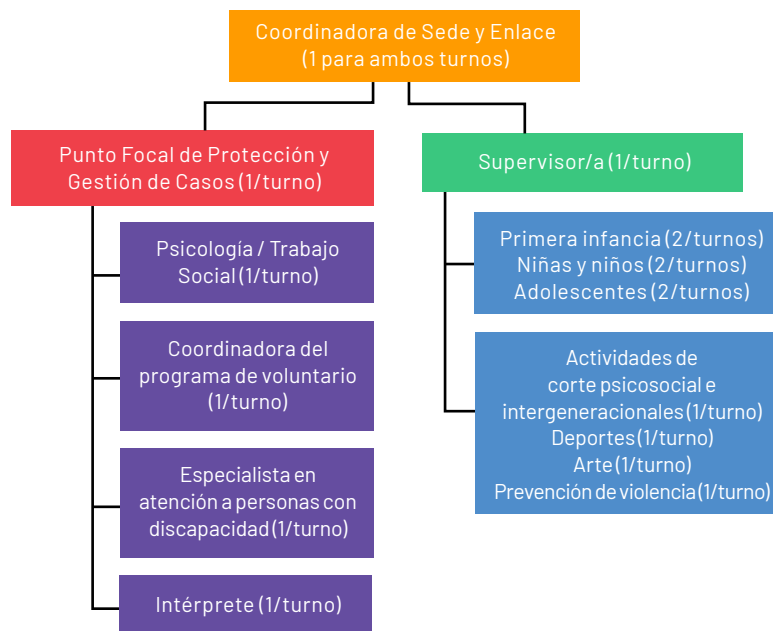 Coordinadora de Sede y Enlace
(1 para ambos turnos)
Punto Focal de Protección y
Gestión de Casos (1/turno)
Psicología / Trabajo
Social (1/turno)
Coordinadora del
programa de voluntario
(1/turno)
Especialista en
atención a personas con
discapacidad (1/turno)
Intérprete (1/turno)
Supervisor/a (1/turno)
Primera infancia (2/turnos)
Niñas y niños (2/turnos)
Adolescentes (2/turnos)
Actividades de
corte psicosocial e
intergeneracionales (1/turno)
Deportes (1/turno)
Arte (1/turno)
Prevención de violencia (1/turno)